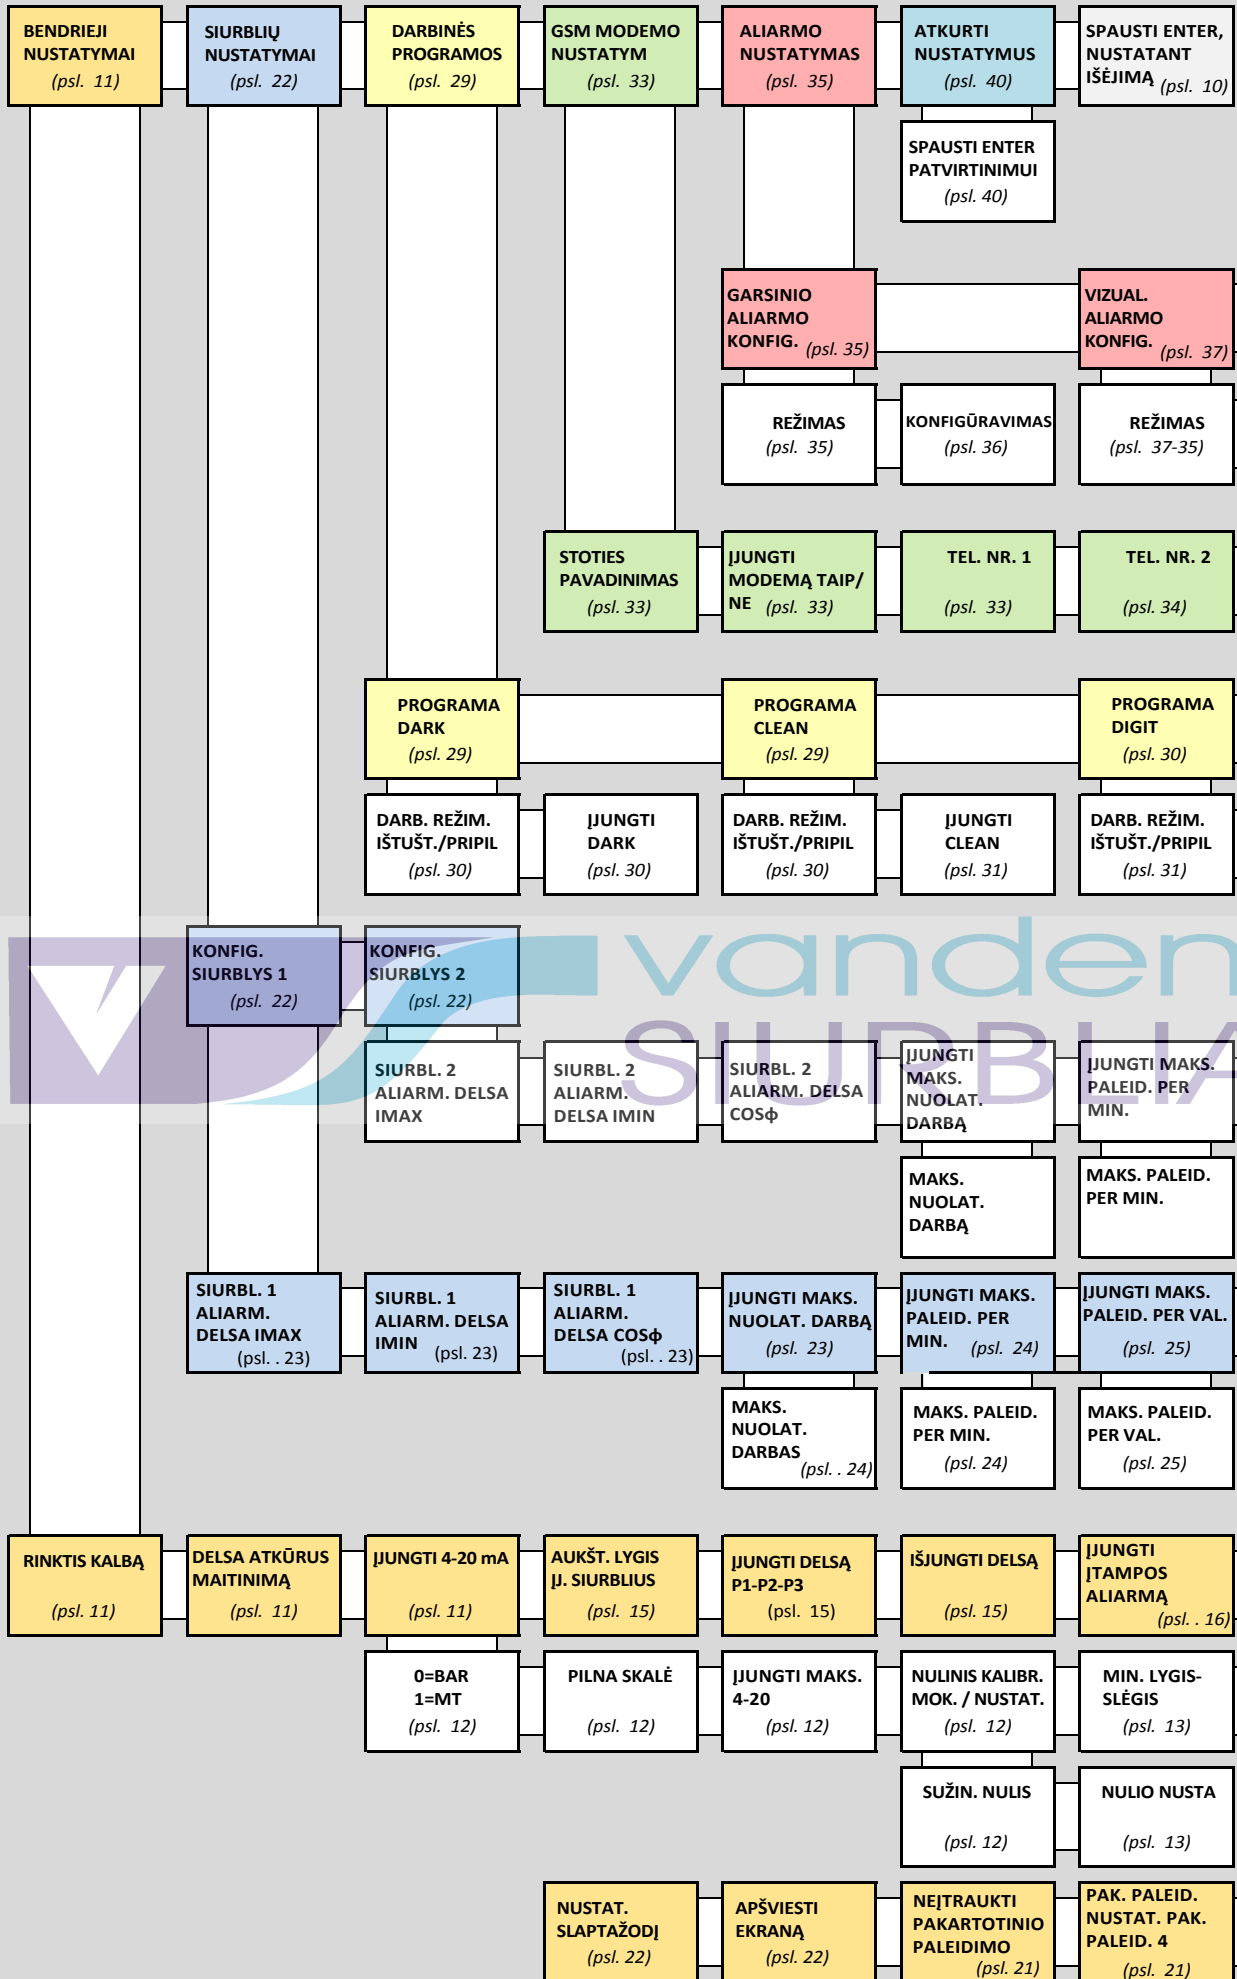 BENDRIEJI
NUSTATYMAI
(psl. 11)
SIURBLIŲ
NUSTATYMAI
(psl. 22)
DARBINĖS
PROGRAMOS
(psl. 29)
GSM MODEMO
NUSTATYM
(psl. 33)
ALIARMO
NUSTATYMAS
(psl. 35)
ATKURTI
NUSTATYMUS
(psl. 40)
SPAUSTI ENTER,
NUSTATANT
IŠĖJIMĄ (psl. 10)
SPAUSTI ENTER
PATVIRTINIMUI
(psl. 40)
GARSINIO
ALIARMO
KONFIG. (psl. 35)
VIZUAL.
ALIARMO
KONFIG. (psl. 37)
REŽIMAS
(psl. 35)
KONFIGŪRAVIMAS
(psl. 36)
REŽIMAS
(psl. 37-35)
STOTIES
PAVADINIMAS
(psl. 33)
ĮJUNGTI
MODEMĄ TAIP/
NE (psl. 33)
TEL. NR. 1
(psl. 33)
TEL. NR. 2
(psl. 34)
PROGRAMA
DARK
(psl. 29)
PROGRAMA
CLEAN
(psl. 29)
PROGRAMA
DIGIT
(psl. 30)
DARB. REŽIM.
IŠTUŠT./PRIPIL
(psl. 30)
ĮJUNGTI
DARK
(psl. 30)
DARB. REŽIM.
IŠTUŠT./PRIPIL
(psl. 30)
ĮJUNGTI
CLEAN
(psl. 31)
DARB. REŽIM.
IŠTUŠT./PRIPIL
(psl. 31)
KONFIG.
SIURBLYS 1
(psl. 22)
KONFIG.
SIURBLYS 2
(psl. 22)
vanden
SIURBLIA
SIURBL. 2
ALIARM. DELSA
IMAX
SIURBL. 2
ALIARM.
DELSA IMIN
SIURBL. 2
ALIARM. DELSA
COSφ
ĮJUNGTI
MAKS.
NUOLAT.
DARBĄ
ĮJUNGTI MAKS.
PALEID. PER
MIN.
MAKS.
NUOLAT.
DARBĄ
MAKS. PALEID.
PER MIN.
SIURBL. 1
ALIARM.
DELSA IMAX
(psl. . 23)
SIURBL. 1
ALIARM. DELSA
IMIN (psl. 23)
SIURBL. 1
ALIARM.
DELSA COSφ
(psl. . 23)
ĮJUNGTI MAKS.
NUOLAT. DARBĄ
(psl. 23)
ĮJUNGTI MAKS.
PALEID. PER
MIN. (psl. 24)
ĮJUNGTI MAKS.
PALEID. PER VAL.
(psl. 25)
MAKS.
NUOLAT.
DARBAS
(psl. . 24)
MAKS. PALEID.
PER MIN.
(psl. 24)
MAKS. PALEID.
PER VAL.
(psl. 25)
RINKTIS KALBĄ
(psl. 11)
DELSA ATKŪRUS
MAITINIMĄ
(psl. 11)
ĮJUNGTI 4-20 mA
(psl. 11)
AUKŠT. LYGIS
ĮJ. SIURBLIUS
(psl. 15)
ĮJUNGTI DELSĄ
P1-P2-P3
(psl. 15)
IŠJUNGTI DELSĄ
(psl. 15)
ĮJUNGTI
ĮTAMPOS
ALIARMĄ
(psl. . 16)
0=BAR
1=MT
(psl. 12)
PILNA SKALĖ
(psl. 12)
ĮJUNGTI MAKS.
4-20
(psl. 12)
NULINIS KALIBR.
MOK. / NUSTAT.
(psl. 12)
MIN. LYGIS-
SLĖGIS
(psl. 13)
SUŽIN. NULIS
(psl. 12)
NULIO NUSTA
(psl. 13)
NUSTAT.
SLAPTAŽODĮ
(psl. 22)
APŠVIESTI
EKRANĄ
(psl. 22)
NEĮTRAUKTI
PAKARTOTINIO
PALEIDIMO
(psl. 21)
PAK. PALEID.
NUSTAT. PAK.
PALEID. 4
(psl. 21)